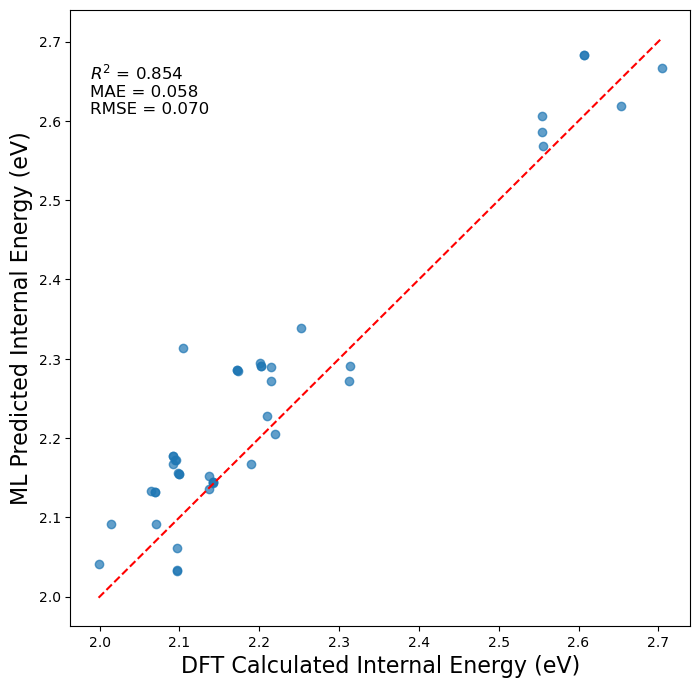 R² = 0.854
MAE = 0.058
RMSE = 0.070
ML Predicted Internal Energy (eV)
2.7
2.6
2.5
2.4
2.3
2.2
2.1
2.0
2.0 2.1 2.2 2.3 2.4 2.5 2.6 2.7
DFT Calculated Internal Energy (eV)